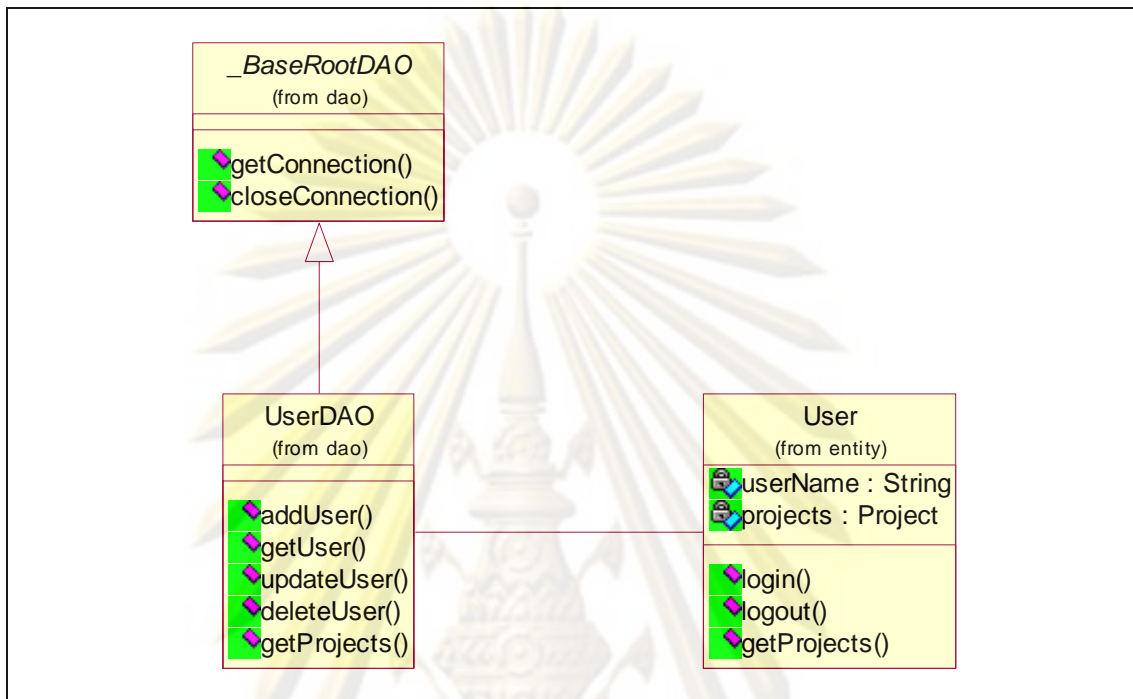 _BaseRootDAO
(from dao)
getConnection()
closeConnection()
UserDAO
(from dao)
addUser()
getUser()
updateUser()
deleteUser()
getProjects()
User
(from entity)
userName : String
projects : Project
login()
logout()
getProjects()